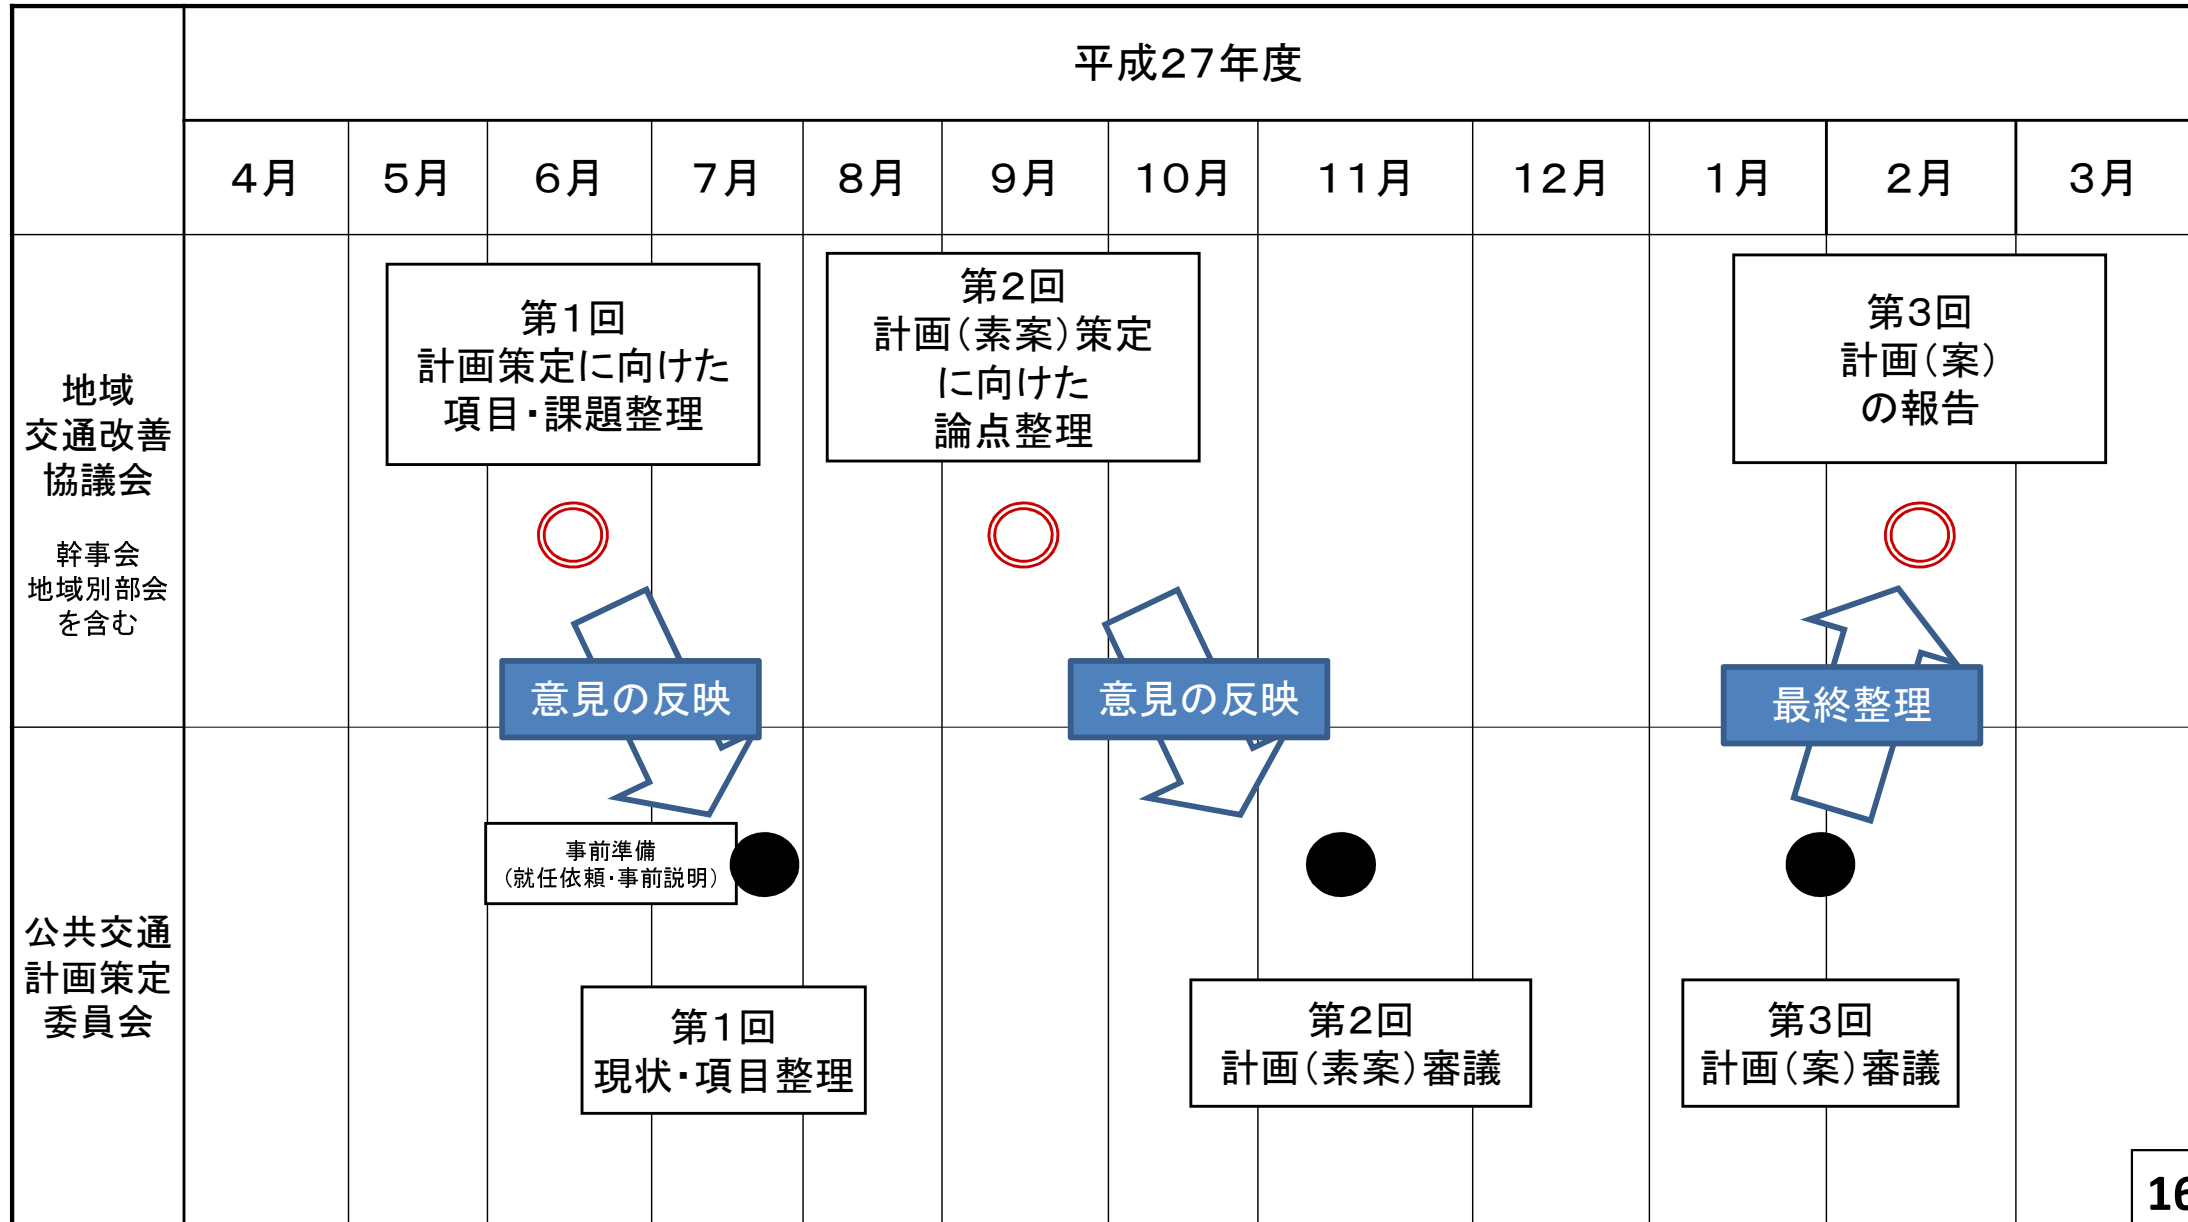 平成27年度
4月
5月
6月
7月
8月
9月
10月
11月
12月
1月
2月
3月
地域
交通改善
協議会
幹事会
地域別部会
を含む
第1回
計画策定に向けた
項目・課題整理
第2回
計画(素案)策定
に向けた
論点整理
第3回
計画(案)
の報告
意見の反映
意見の反映
最終整理
公共交通
計画策定
委員会
事前準備
(就任依頼・事前説明)
第1回
現状・項目整理
第2回
計画(素案)審議
第3回
計画(案)審議
16